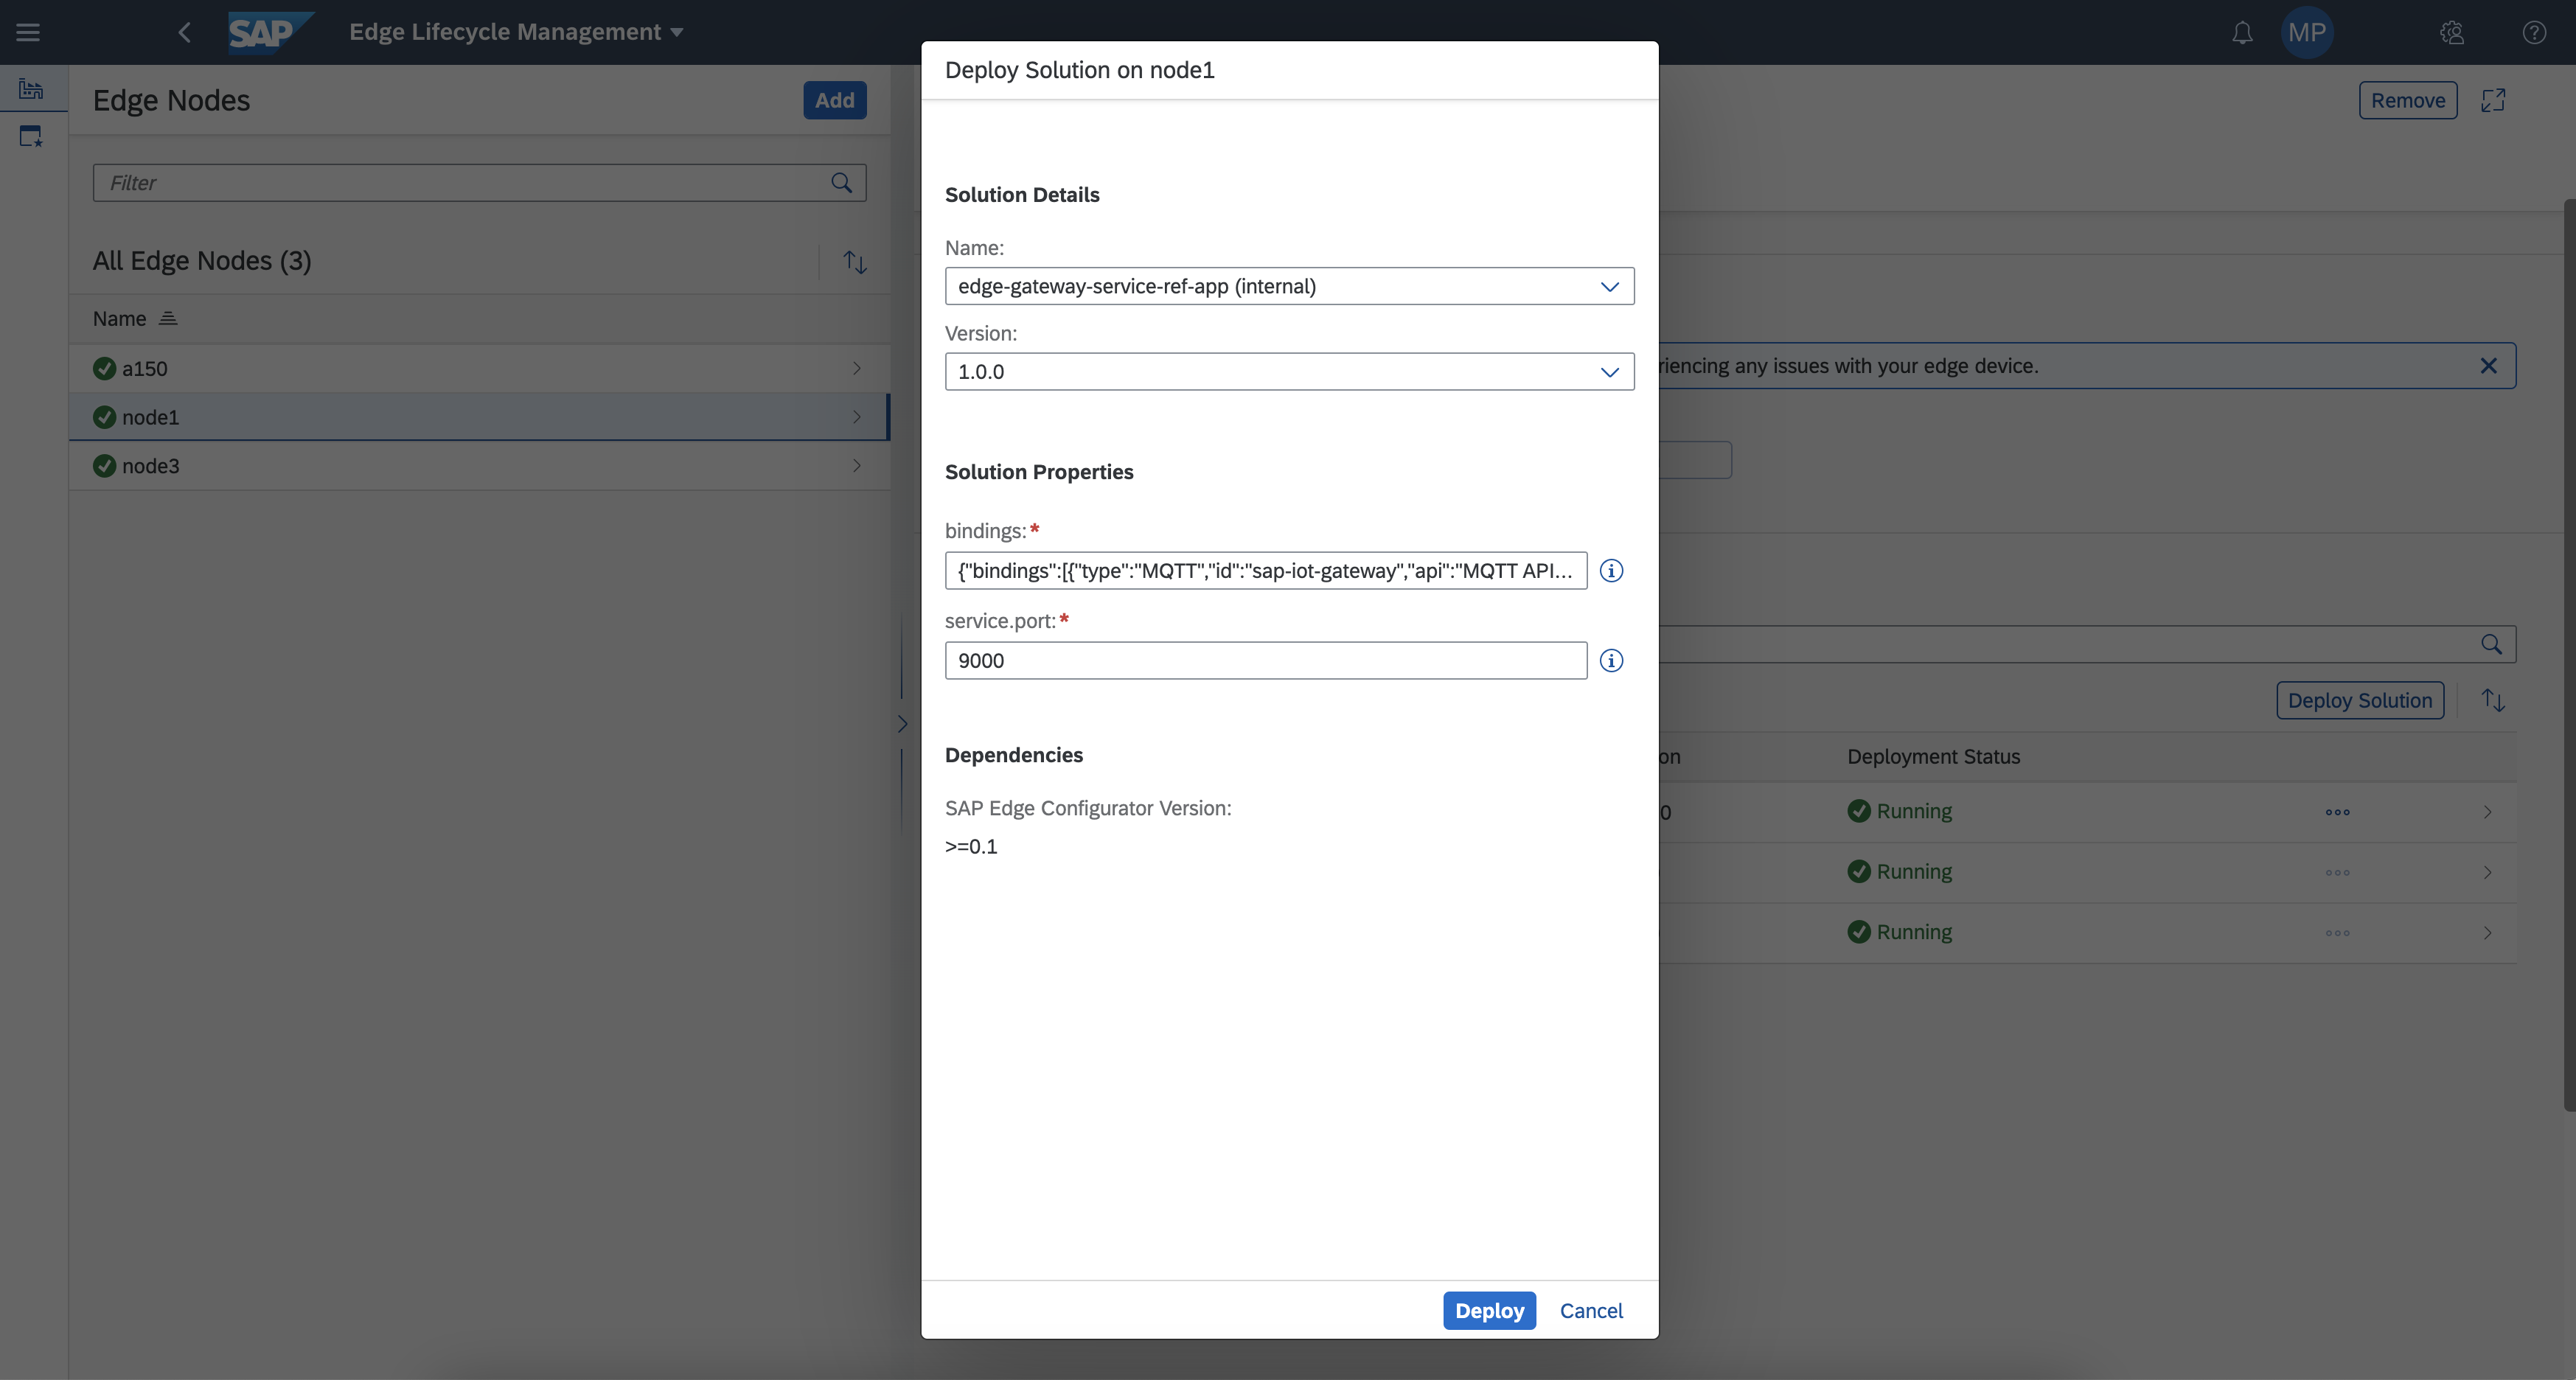 SAP
Edge Lifecycle Management
MP
Edge Nodes
Add
Filter
All Edge Nodes (3)
Name
a150
node1
node3
Deploy Solution on node1
Solution Details
Name:
edge-gateway-service-ref-app (internal)
Version:
1.0.0
Solution Properties
bindings:*
{"bindings":[{"type":"MQTT","id":"sap-iot-gateway","api":"MQTT API...
service.port:*
9000
Dependencies
SAP Edge Configurator Version:
>=0.1
Deploy
Cancel
Remove
riencing any issues with your edge device.
Deploy Solution
on
Deployment Status
0
Running
Running
Running